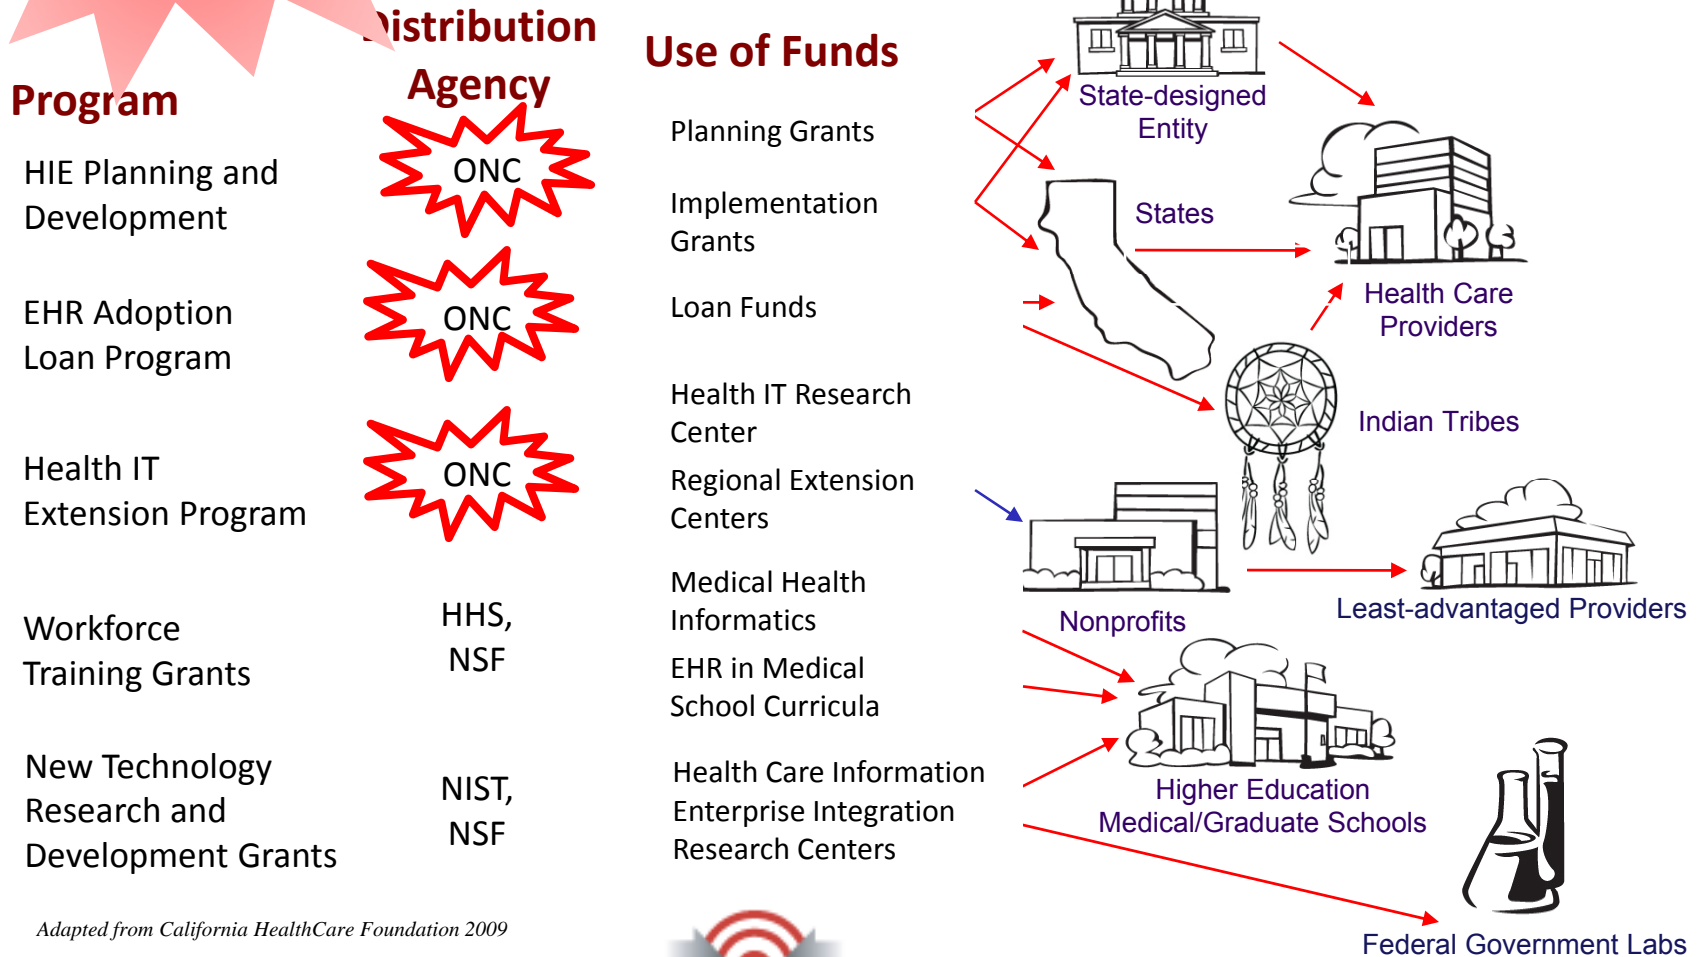 Distribution
Agency
Use of Funds
Program
HIE Planning and
Development
ONC
EHR Adoption
Loan Program
ONC
Health IT
Extension Program
ONC
Workforce
Training Grants
HHS,
NSF
New Technology
Research and
Development Grants
NIST,
NSF
Planning Grants
Implementation
Grants
Loan Funds
Health IT Research
Center
Regional Extension
Centers
Medical Health
Informatics
EHR in Medical
School Curricula
Health Care Information
Enterprise Integration
Research Centers
State-designed
Entity
States
Health Care
Providers
Indian Tribes
Nonprofits
Least-advantaged Providers
Higher Education
Medical/Graduate Schools
Federal Government Labs
Adapted from California HealthCare Foundation 2009